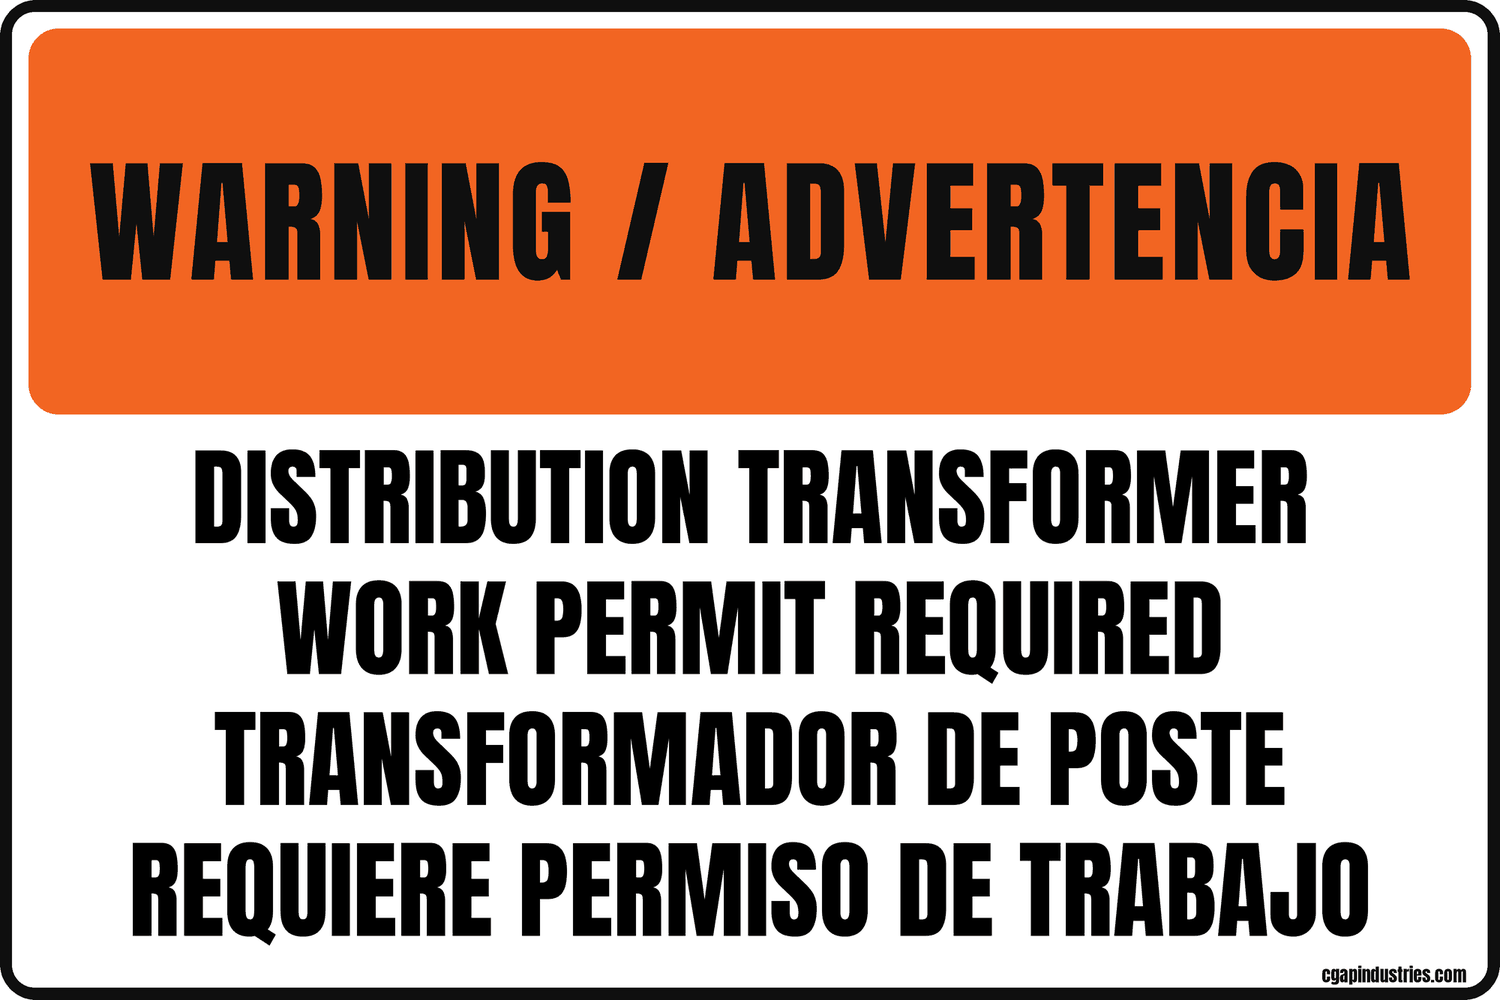 WARNING / ADVERTENCIA
DISTRIBUTION TRANSFORMER
WORK PERMIT REQUIRED
TRANSFORMADOR DE POSTE
REQUIERE PERMISO DE TRABAJO
cgapindustries.com